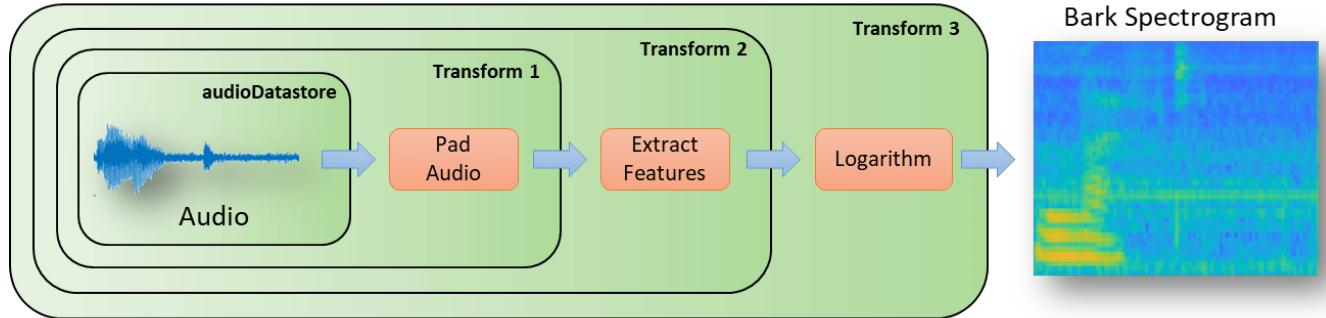 Transform 3
Transform 2
Transform 1
audioDatastore
Audio
Pad
Audio
Extract
Features
Logarithm
Bark Spectrogram